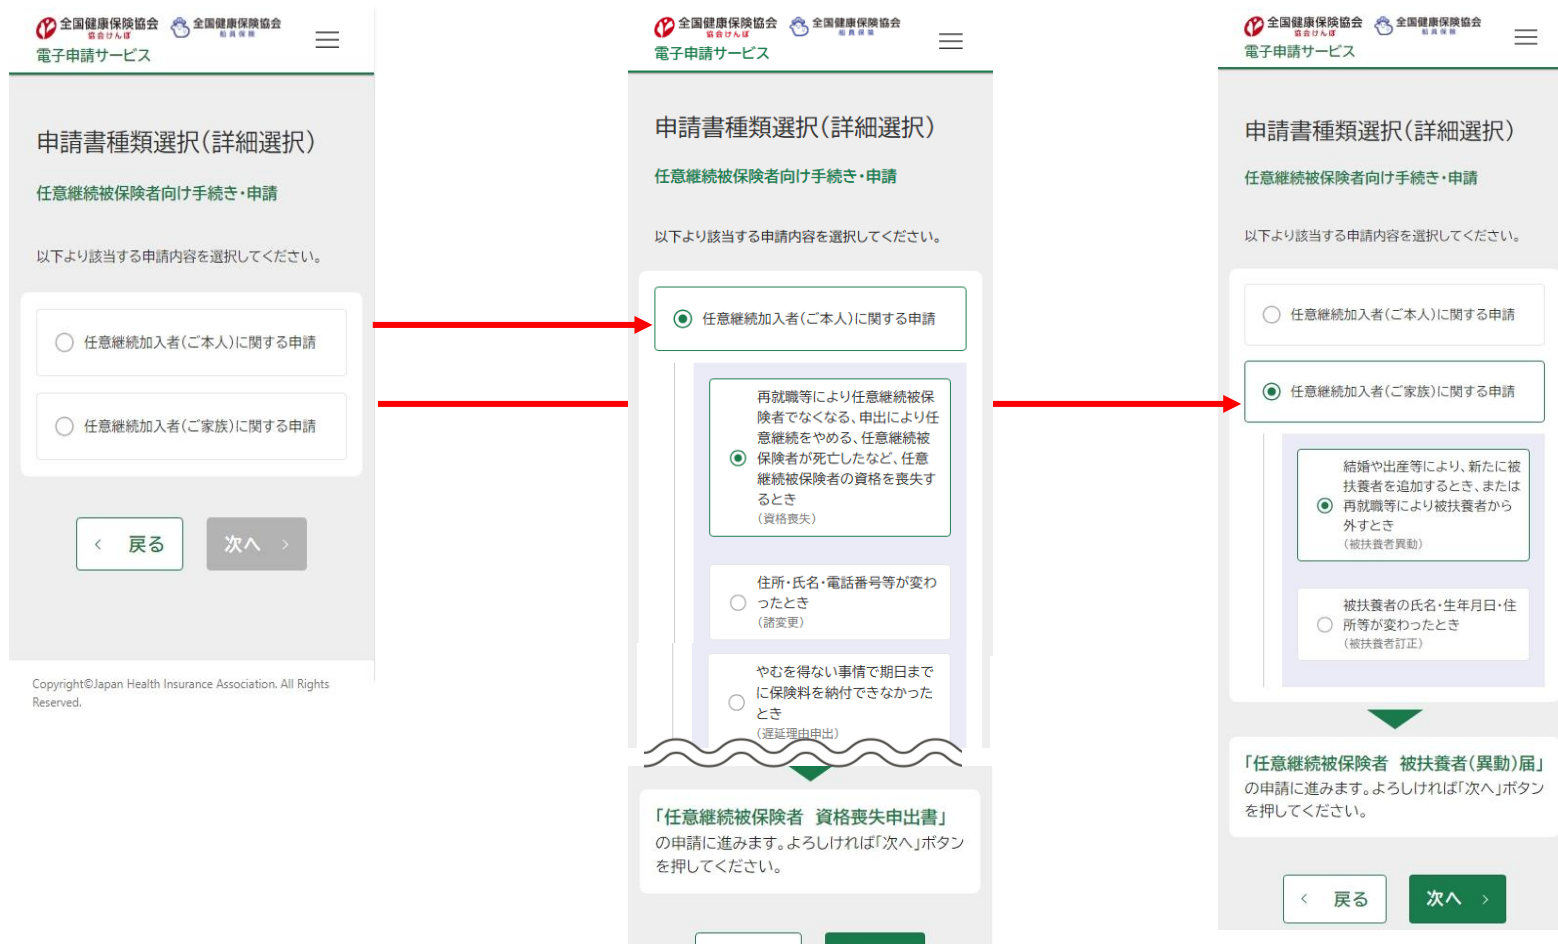 全国健康保険協会
協会けんぽ
全国健康保険協会
船員保険
電子申請サービス
申請書種類選択(詳細選択)
任意継続被保険者向け手続き・申請
以下より該当する申請内容を選択してください。
任意継続加入者(ご本人)に関する申請
任意継続加入者(ご家族)に関する申請
戻る
次へ
Copyright©Japan Health Insurance Association. All Rights
Reserved.
全国健康保険協会
協会けんぽ
全国健康保険協会
船員保険
電子申請サービス
申請書種類選択(詳細選択)
任意継続被保険者向け手続き・申請
以下より該当する申請内容を選択してください。
任意継続加入者(ご本人)に関する申請
再就職等により任意継続被保
険者でなくなる、申出により任
意継続をやめる、任意継続被
保険者が死亡したなど、任意
継続被保険者の資格を喪失す
るとき
(資格喪失)
住所・氏名・電話番号等が変わ
ったとき
(諸変更)
やむを得ない事情で期日まで
に保険料を納付できなかった
とき
(遅延理由申出)
「任意継続被保険者 資格喪失申出書」
の申請に進みます。よろしければ「次へ」ボタン
を押してください。
全国健康保険協会
協会けんぽ
全国健康保険協会
船員保険
電子申請サービス
申請書種類選択(詳細選択)
任意継続被保険者向け手続き・申請
以下より該当する申請内容を選択してください。
任意継続加入者(ご本人)に関する申請
任意継続加入者(ご家族)に関する申請
結婚や出産等により、新たに被
扶養者を追加するとき、または
再就職等により被扶養者から
外すとき
(被扶養者異動)
被扶養者の氏名・生年月日・住
所等が変わったとき
(被扶養者訂正)
「任意継続被保険者 被扶養者(異動)届」
の申請に進みます。よろしければ「次へ」ボタン
を押してください。
戻る
次へ